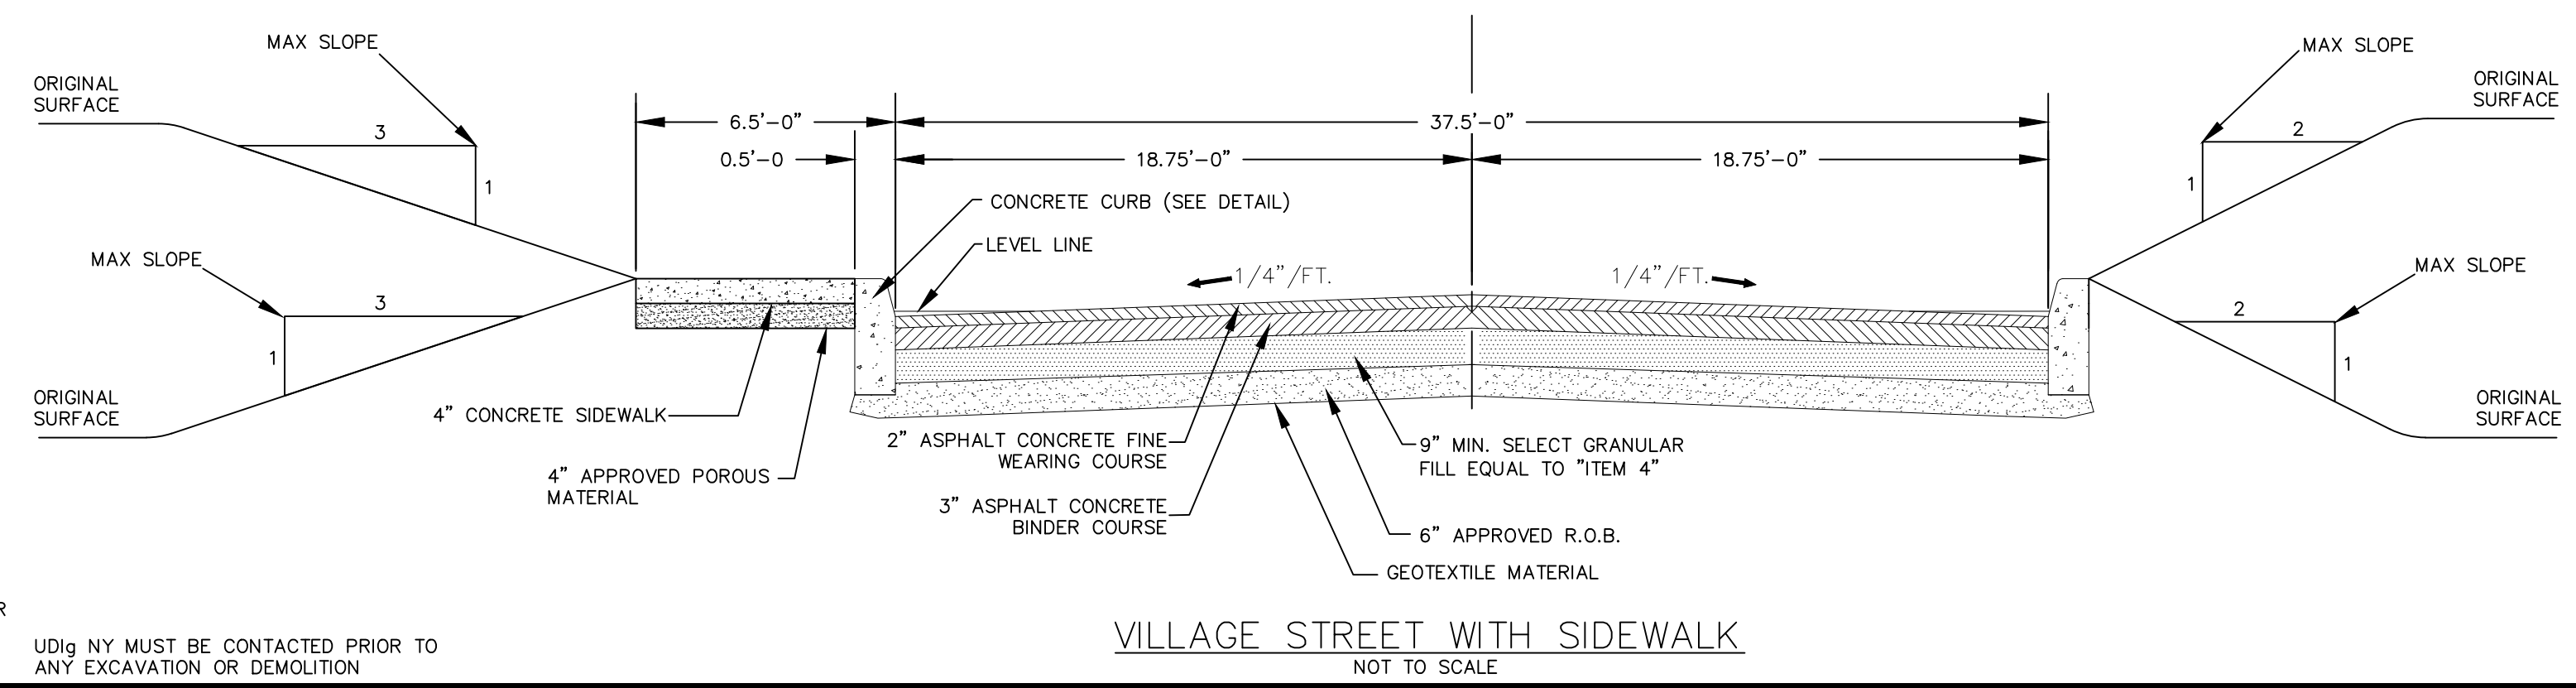 MAX SLOPE
ORIGINAL
SURFACE
3
1
MAX SLOPE
3
1
ORIGINAL
SURFACE
6.5'-0"
0.5'-0
37.5'-0"
18.75'-0"
18.75'-0"
CONCRETE CURB (SEE DETAIL)
LEVEL LINE
1/4"/FT.
1/4"/FT.
MAX SLOPE
ORIGINAL
SURFACE
2
1
MAX SLOPE
2
1
ORIGINAL
SURFACE
4" CONCRETE SIDEWALK
4" APPROVED POROUS
MATERIAL
2" ASPHALT CONCRETE FINE
WEARING COURSE
3" ASPHALT CONCRETE
BINDER COURSE
9" MIN. SELECT GRANULAR
FILL EQUAL TO "ITEM 4"
6" APPROVED R.O.B.
GEOTEXTILE MATERIAL
R
UDIg NY MUST BE CONTACTED PRIOR TO
ANY EXCAVATION OR DEMOLITION
VILLAGE STREET WITH SIDEWALK
NOT TO SCALE